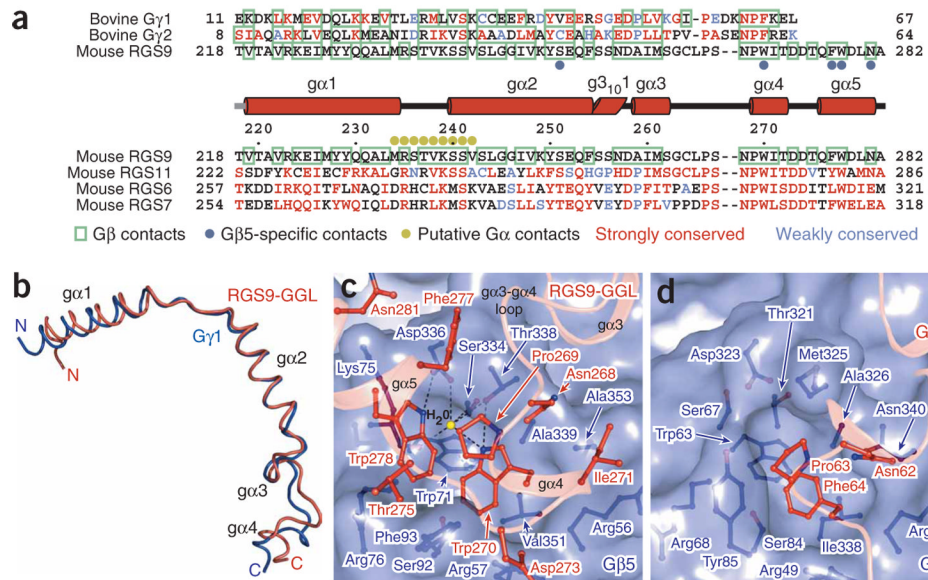 a
Bovine Gγ1 11 EKDKLKMEVDQLKKEVTLERMLVSKCCEEFRDYVEERSGEDPLVKGI-PEDKNPFKEL 67
Bovine Gγ2 8 SIAQARKLVEQLKMEANIDRIKVSKAAADLMAYCEAHAKEDPLLTPVPASENPFREK 64
Mouse RGS9 218 TVTAVRKEIMYYQQALMRSTVKSSVSLGGIVKYSEQFSSNDAIMSGCLPS--NPWITDDTQFWDLNA 282
gα1 gα2 g3₁₀1 gα3 gα4 gα5
220 230 240 250 260 270 280
Mouse RGS9 218 TVTAVRKEIMYYQQALMRSTVKSSVSLGGIVKYSEQFSSNDAIMSGCLPS--NPWITDDTQFWDLNA 282
Mouse RGS11 222 SSDFYKCEIECFRKALGRNRVKSSACLEAYLKFSSQHGPHDPIMSGCLPS--NPWITDDVTYWAMNA 286
Mouse RGS6 257 TKDDIRKQITFLNAQIDRHCLKMSKVAESLIAYTEQYVEYDPFITPAEPS--NPWISDDITLWDIEM 321
Mouse RGS7 254 TEDELHQQIKYWQIQLDRHRLKMSKVADSLLSYTEQYVEYDPFLVPPDPS--NPWLSDDTTFWELEA 318
Gβ contacts Gβ5-specific contacts Putative Gα contacts Strongly conserved Weakly conserved
b
gα1
RGS9-GGL
N
Gγ1
N
gα2
gα3
gα4
C C
c
Phe277
gα3-gα4
loop
RGS9-GGL
Asn281
gα3
Asp336
Thr338
Ser334
Pro269
Lys75
Asn268
gα5
Ala353
H₂0
Ala339
Trp278
Trp71
gα4
Ile271
Thr275
Phe93
Arg56
Trp270
Val351
Arg76
Ser92
Arg57
Asp273
Gβ5
d
Thr321
G
Asp323
Met325
Ala326
Ser67
Asn340
Trp63
Pro63
Asn62
Phe64
Arg68
Ser84
Ile338
Arg
Tyr85
Arg49
G